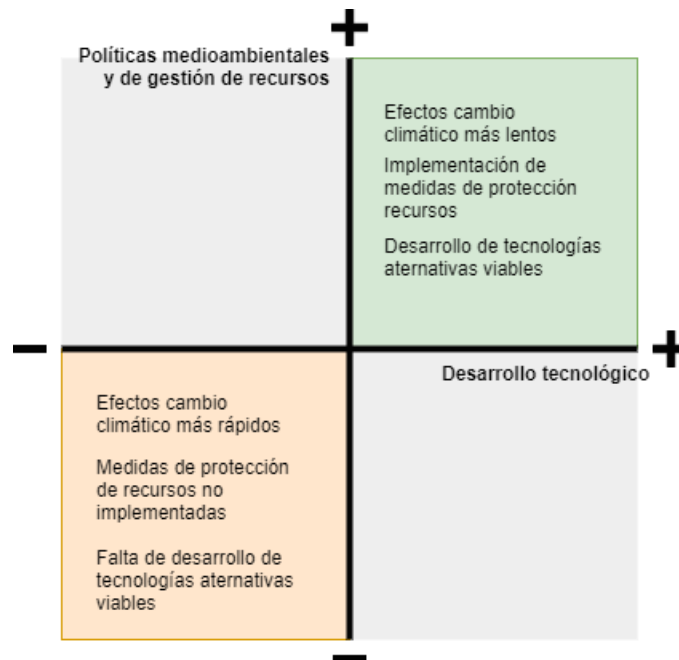 +
Políticas medioambientales
y de gestión de recursos
Efectos cambio
climático más lentos
Implementación de
medidas de protección
recursos
Desarrollo de tecnologías
aternativas viables
− +
Desarrollo tecnológico
Efectos cambio
climático más rápidos
Medidas de protección
de recursos no
implementadas
Falta de desarrollo de
tecnologías aternativas
viables
−